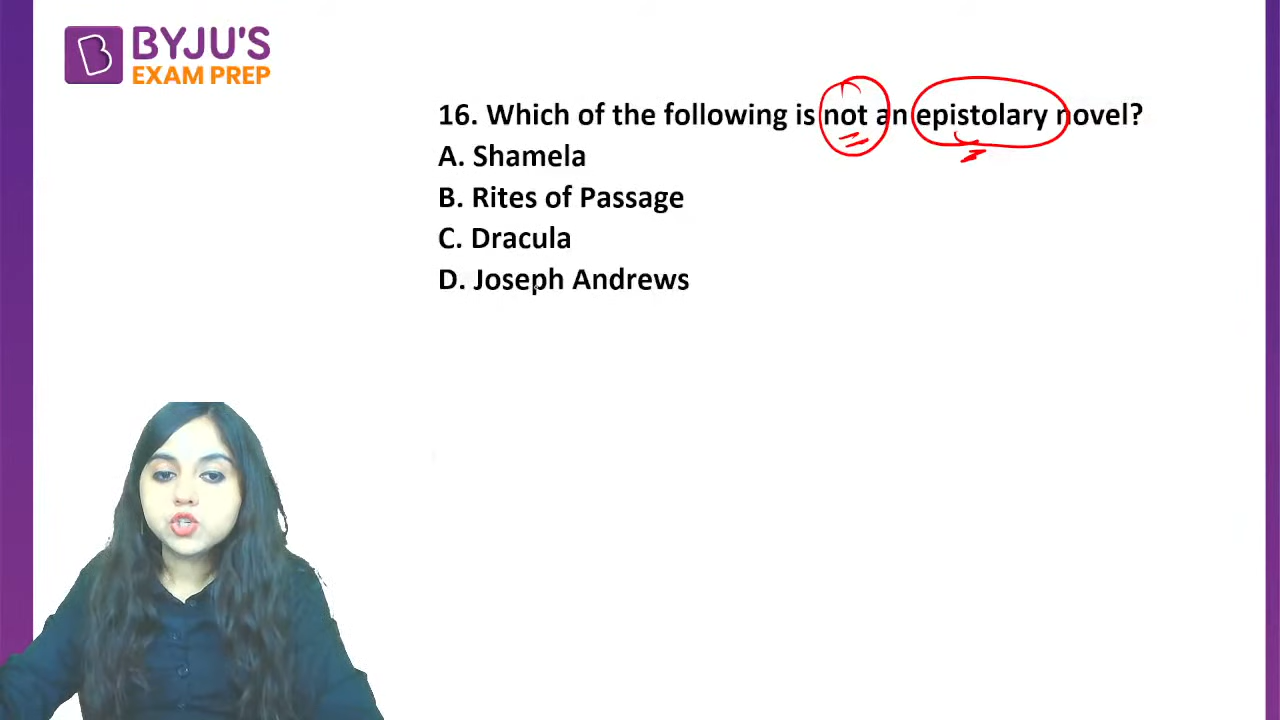 BYJU'S
EXAM PREP
16. Which of the following is not an epistolary novel?
A. Shamela
B. Rites of Passage
C. Dracula
D. Joseph Andrews